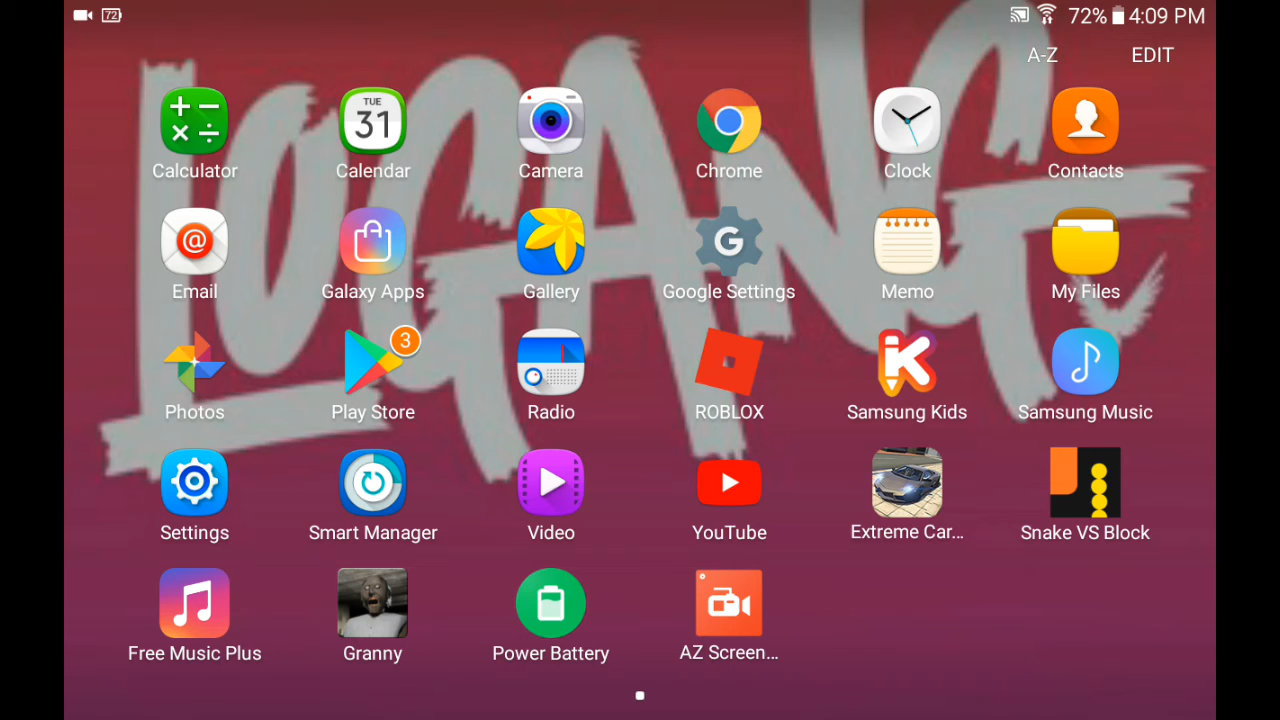 72 72% 4:09 PM
A-Z EDIT
LOGANG
TUE
31
Calculator Calendar Camera Chrome Clock Contacts
@ G
Email Galaxy Apps Gallery Google Settings Memo My Files
3 K
Photos Play Store Radio ROBLOX Samsung Kids Samsung Music
Settings Smart Manager Video YouTube Extreme Car... Snake VS Block
Free Music Plus Granny Power Battery AZ Screen...